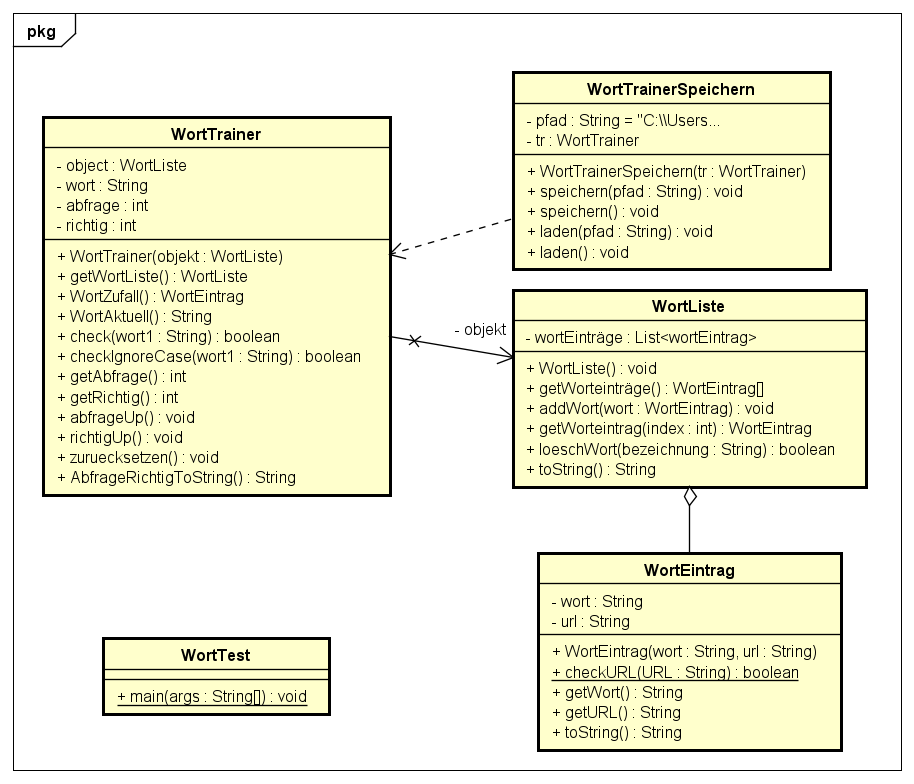 pkg
WortTrainer
- object : WortListe
- wort : String
- abfrage : int
- richtig : int
+ WortTrainer(objekt : WortListe)
+ getWortListe() : WortListe
+ WortZufall() : WortEintrag
+ WortAktuell() : String
+ check(wort1 : String) : boolean
+ checkIgnoreCase(wort1 : String) : boolean
+ getAbfrage() : int
+ getRichtig() : int
+ abfrageUp() : void
+ richtigUp() : void
+ zuruecksetzen() : void
+ AbfrageRichtigToString() : String
WortTrainerSpeichern
- pfad : String = "C:\\Users...
- tr : WortTrainer
+ WortTrainerSpeichern(tr : WortTrainer)
+ speichern(pfad : String) : void
+ speichern() : void
+ laden(pfad : String) : void
+ laden() : void
- objekt
WortListe
- wortEinträge : List<wortEintrag>
+ WortListe() : void
+ getWorteinträge() : WortEintrag[]
+ addWort(wort : WortEintrag) : void
+ getWorteintrag(index : int) : WortEintrag
+ loeschWort(bezeichnung : String) : boolean
+ toString() : String
WortEintrag
- wort : String
- url : String
+ WortEintrag(wort : String, url : String)
+ checkURL(URL : String) : boolean
+ getWort() : String
+ getURL() : String
+ toString() : String
WortTest
+ main(args : String[]) : void